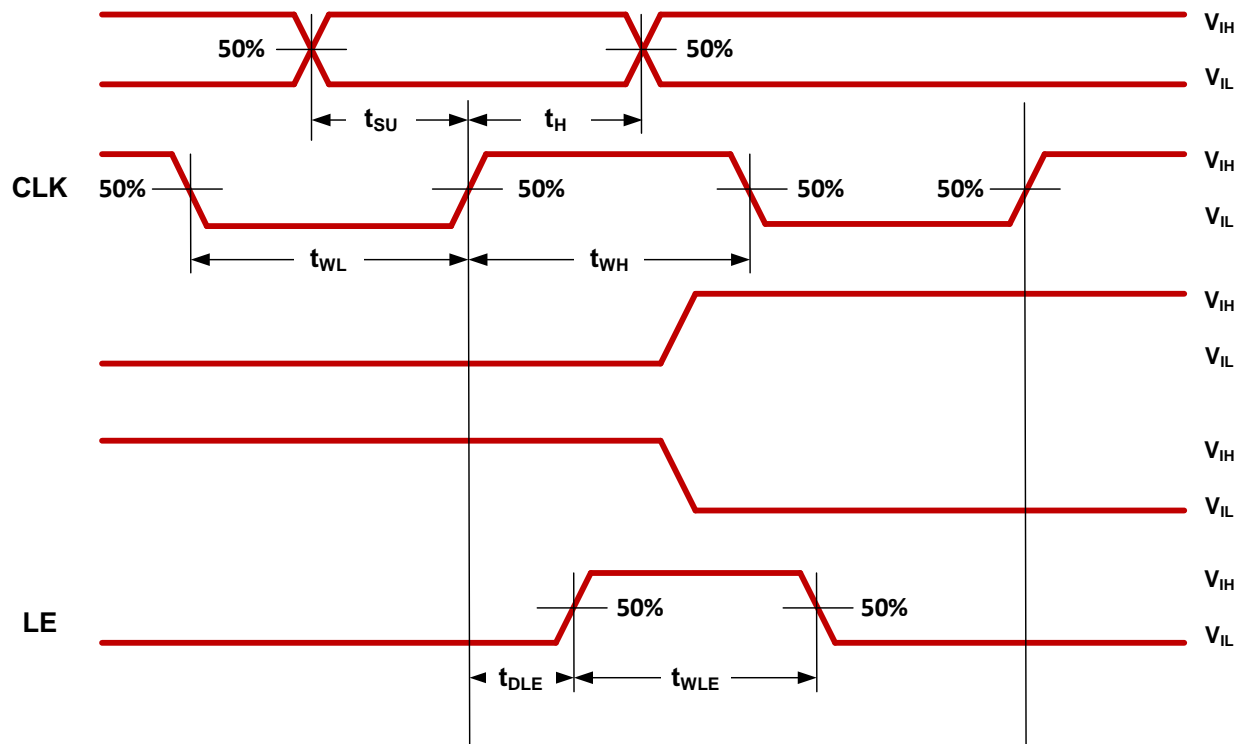 V_IH
50% 50%
V_IL
t_SU t_H
V_IH
CLK 50% 50% 50% 50%
V_IL
t_WL t_WH
V_IH
V_IL
V_IH
V_IL
V_IH
50% 50%
LE
V_IL
t_DLE t_WLE